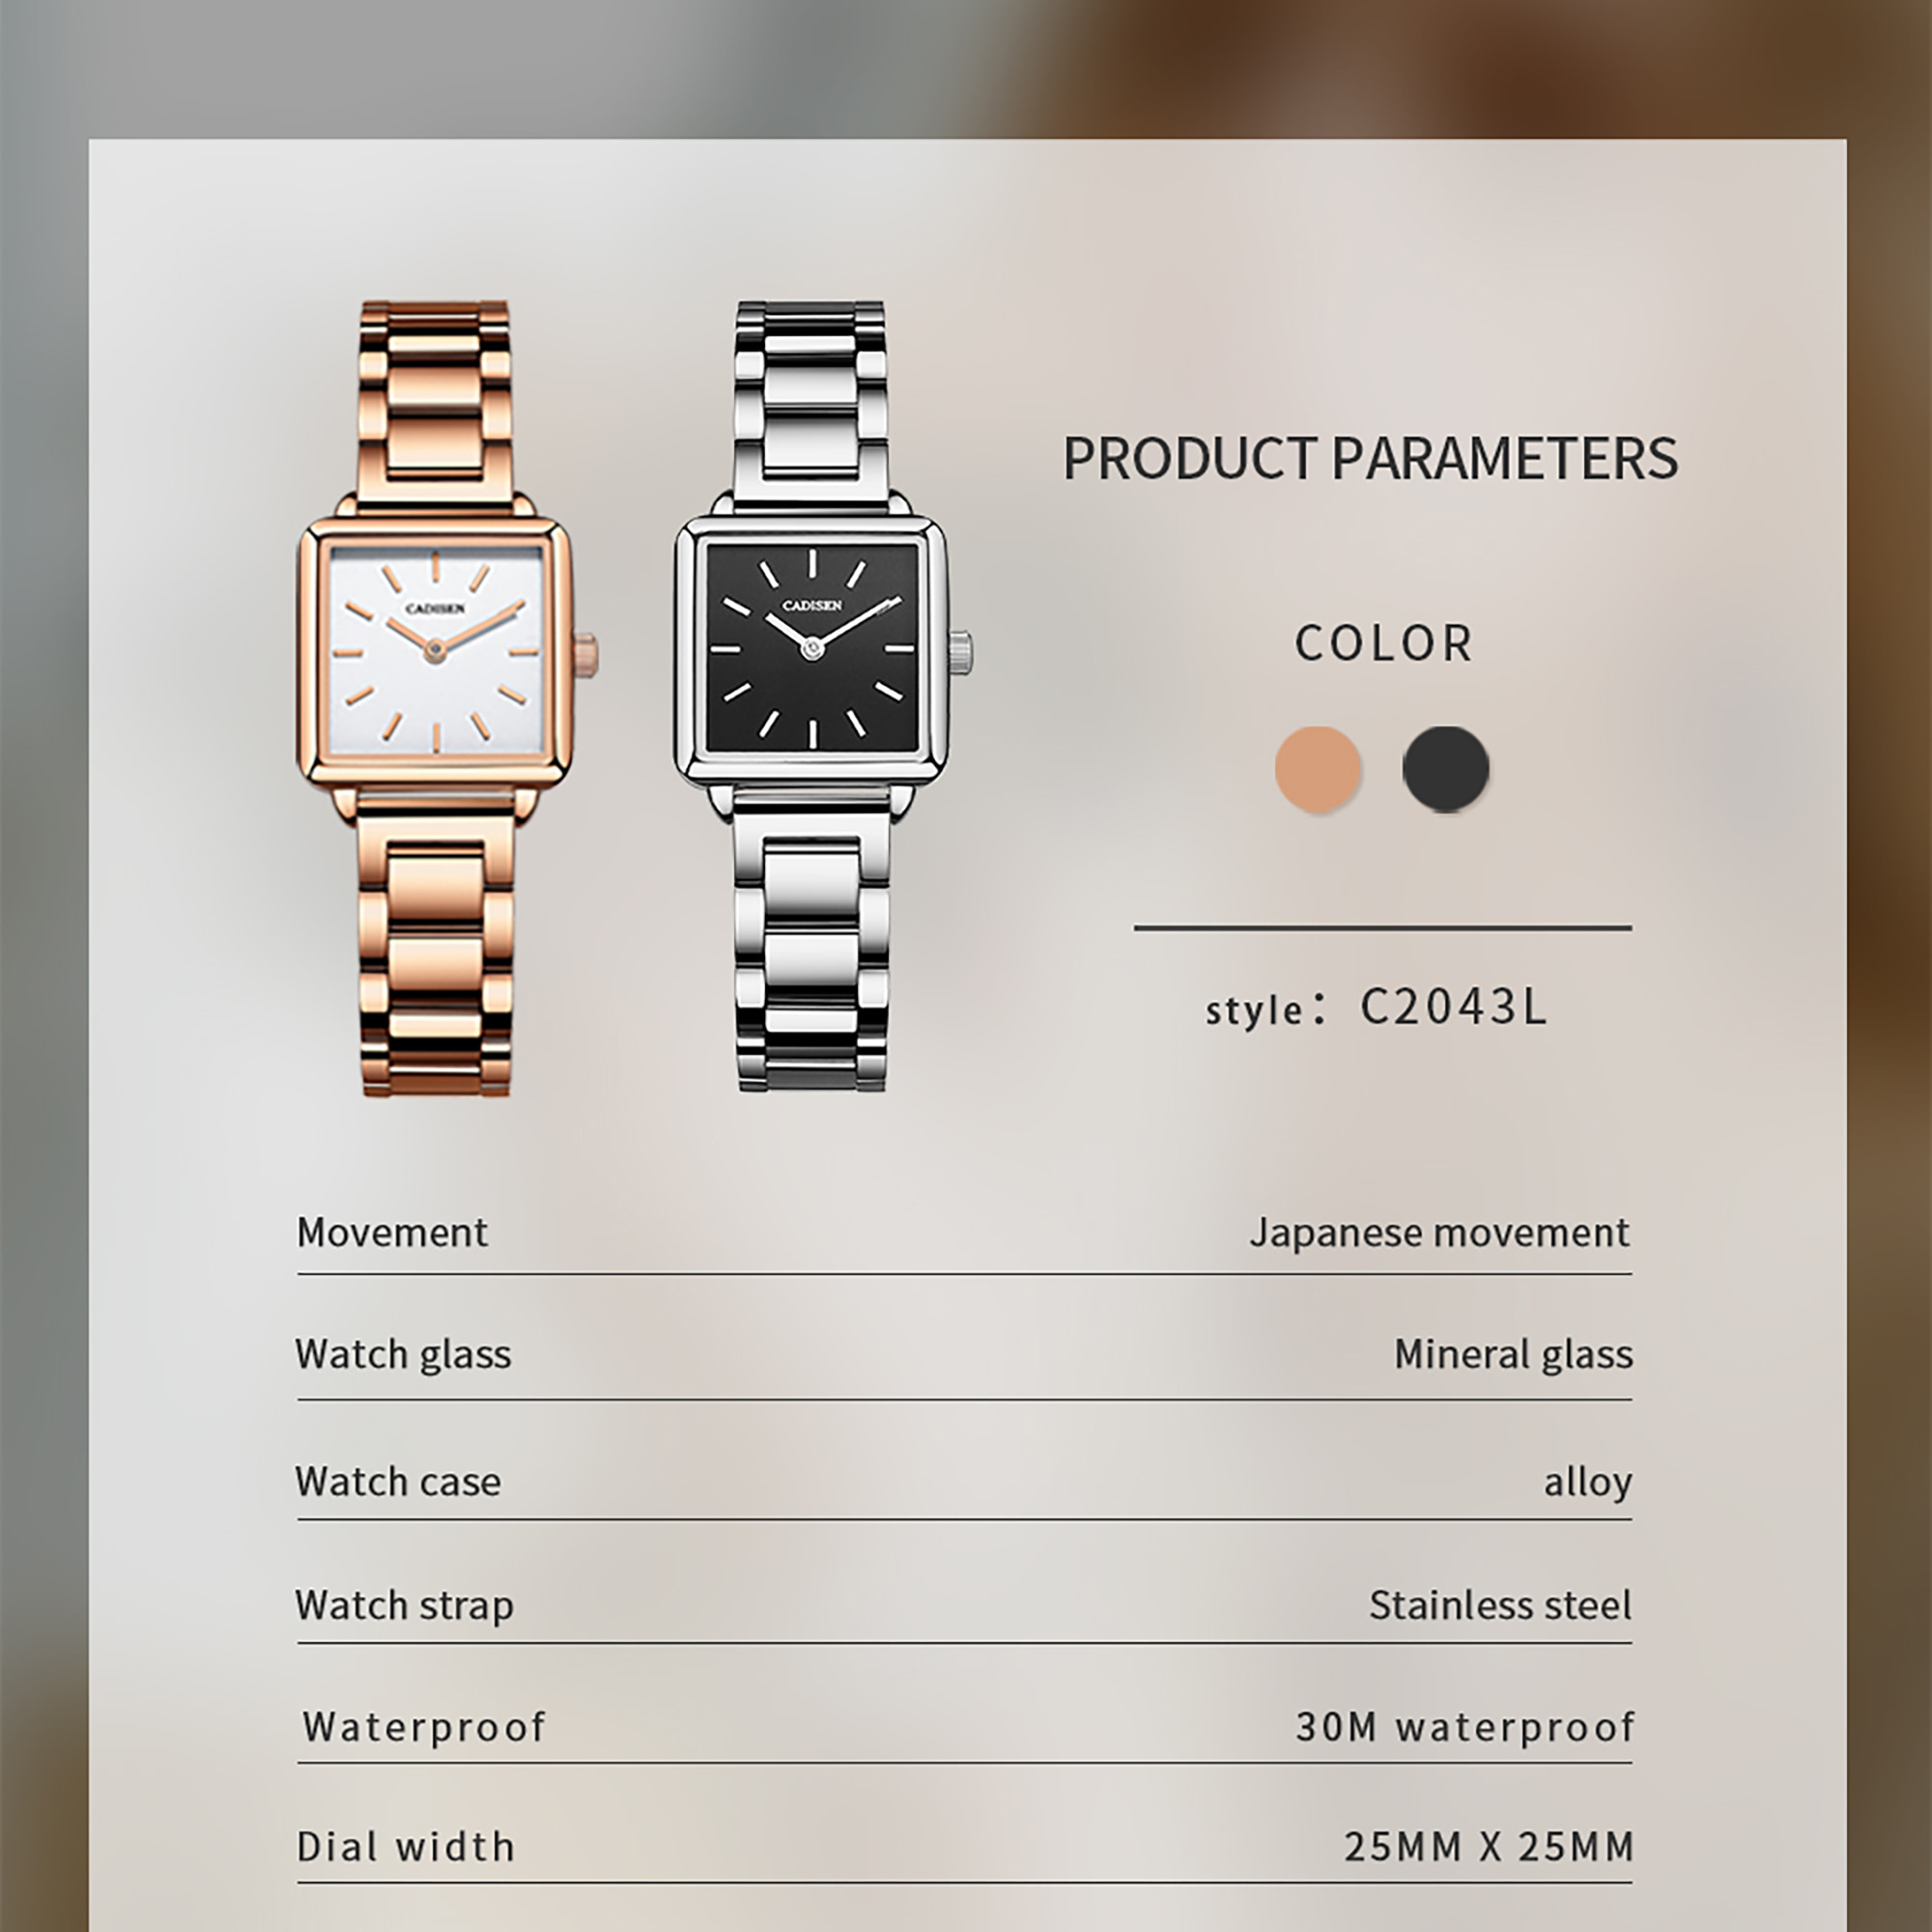 CADISEN
CADISEN
PRODUCT PARAMETERS
COLOR
style：C2043L
Movement Japanese movement
Watch glass Mineral glass
Watch case alloy
Watch strap Stainless steel
Waterproof 30M waterproof
Dial width 25MM X 25MM